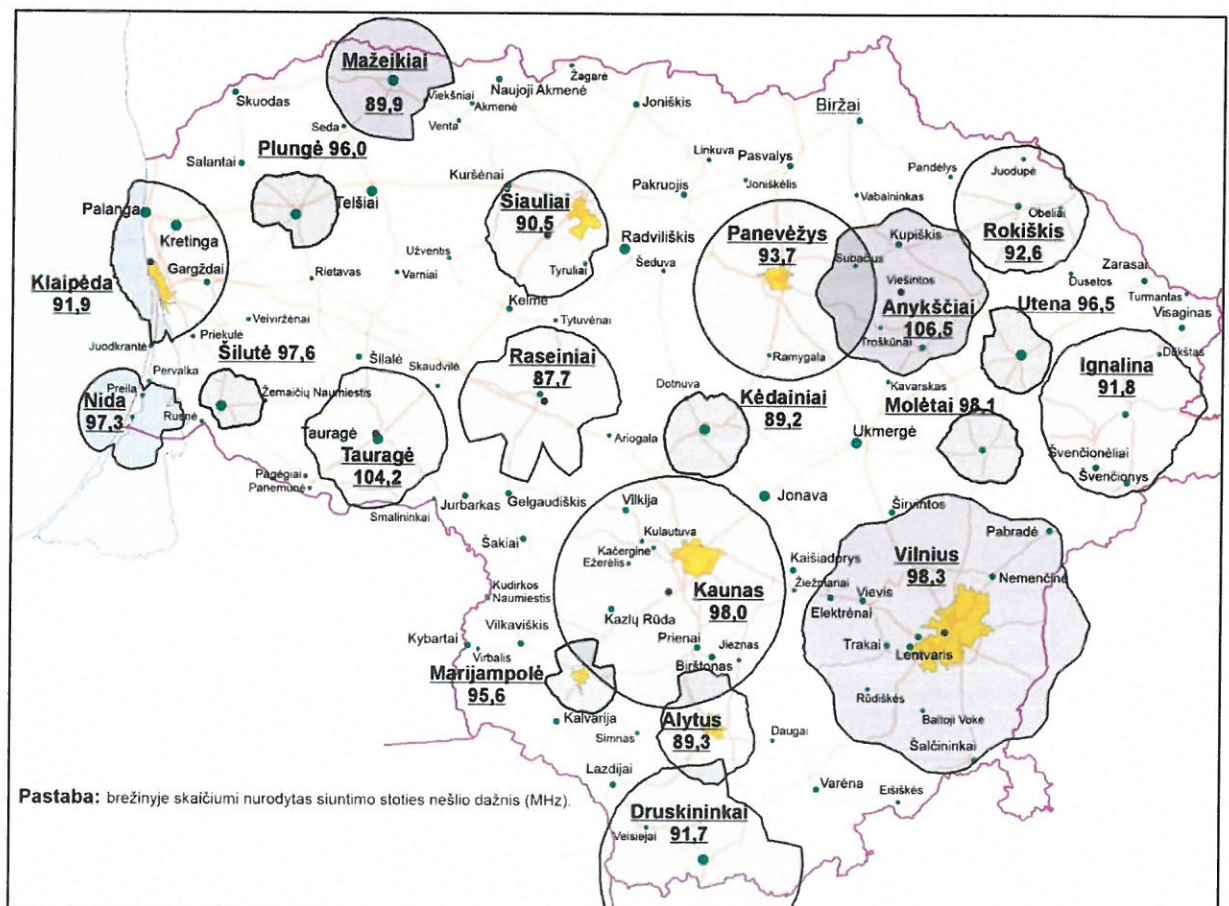 Mažeikiai
89,9
Žagarė
Skuodas
Viekšniai
Naujoji Akmenė
Akmenė
Joniškis
Biržai
Seda
Venta
Plungė 96,0
Salantai
Linkuva
Pasvalys
Pandėlys
Juodupė
Kuršėnai
Joniškėlis
Telšiai
Šiauliai
90,5
Pakruojis
Vabalninkas
Palanga
Obeliai
Rokiškis
92,6
Kretinga
Panevėžys
93,7
Kupiškis
Radviliškis
Užventis
Subačius
Gargždai
Tyruliai
Šeduva
Zarasai
Klaipėda
91,9
Rietavas
Varniai
Viešintos
Dusetos
Turmantas
Anykščiai
106,5
Utena 96,5
Visaginas
Kelmė
Tytuvėnai
Veiviržėnai
Priekulė
Juodkrantė
Troškūnai
Dūkštas
Šilutė 97,6
Šilalė
Skaudvilė
Raseiniai
87,7
Ramygala
Ignalina
91,8
Pervalka
Preila
Nida
97,3
Žemaičių Naumiestis
Dotnuva
Kėdainiai
89,2
Kavarskas
Molėtai 98,1
Rusnė
Tauragė
Tauragė
104,2
Ariogala
Ukmergė
Švenčionėliai
Švenčionys
Pagėgiai
Panemunė
Jurbarkas
Gelgaudiškis
Smalininkai
Vilkija
Jonava
Širvintos
Pabradė
Šakiai
Kulautuva
Kačerginė
Ežerėlis
Kaišiadorys
Vilnius
98,3
Žiežmariai
Nemenčinė
Kudirkos
Naumiestis
Kaunas
98,0
Vievis
Elektrėnai
Kazlų Rūda
Vilkaviškis
Kybartai
Virbalis
Prienai
Jieznas
Trakai
Lentvaris
Birštonas
Marijampolė
95,6
Rūdiškės
Kalvarija
Alytus
89,3
Baltoji Vokė
Simnas
Daugai
Šalčininkai
Lazdijai
Varėna
Eišiškės
Pastaba: brėžinyje skaičiumi nurodytas siuntimo stoties nešlio dažnis (MHz).
Druskininkai
91,7
Veisiejai